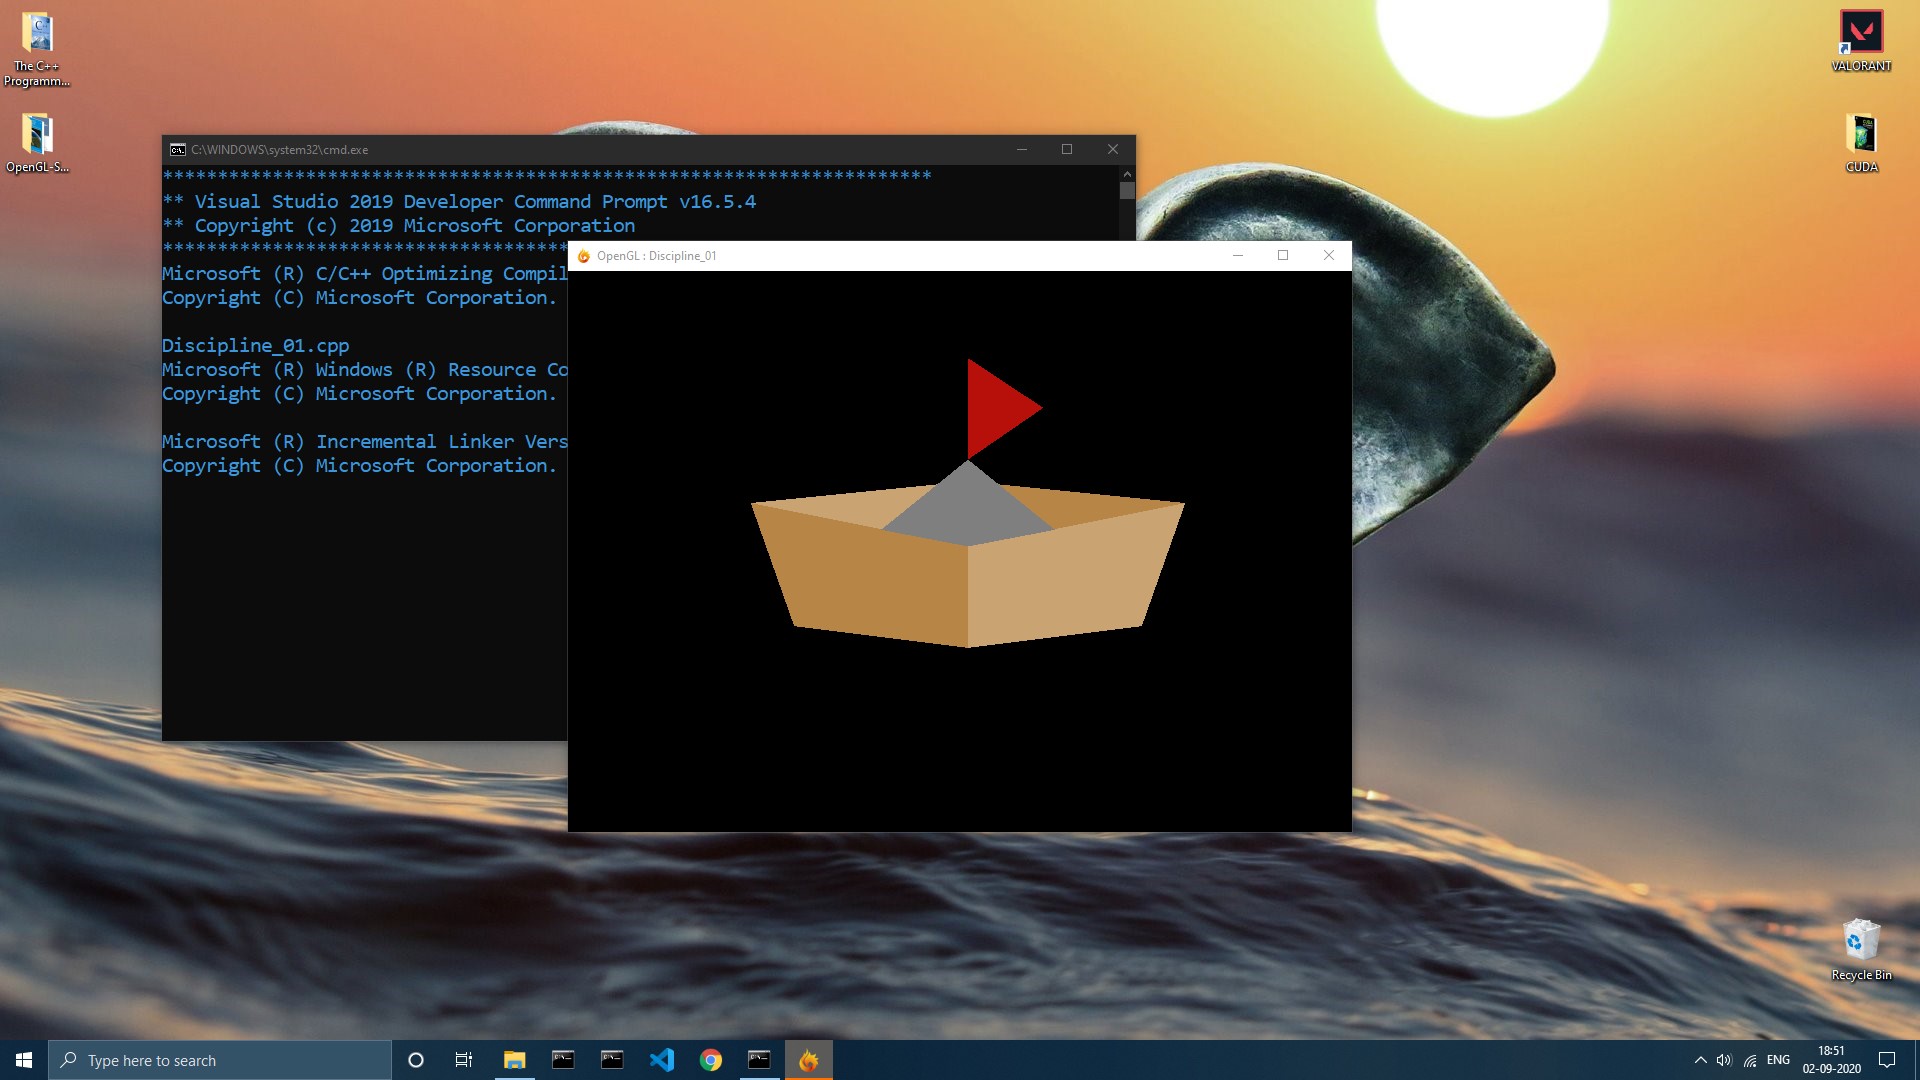 The C++
Programm...
OpenGL-S...
VALORANT
CUDA
C:\WINDOWS\system32\cmd.exe
**********************************************************************
** Visual Studio 2019 Developer Command Prompt v16.5.4
** Copyright (c) 2019 Microsoft Corporation
*************************************
Microsoft (R) C/C++ Optimizing Compil
Copyright (C) Microsoft Corporation.
Discipline_01.cpp
Microsoft (R) Windows (R) Resource Co
Copyright (C) Microsoft Corporation.
Microsoft (R) Incremental Linker Vers
Copyright (C) Microsoft Corporation.
OpenGL : Discipline_01
Recycle Bin
Type here to search
ENG
18:51
02-09-2020